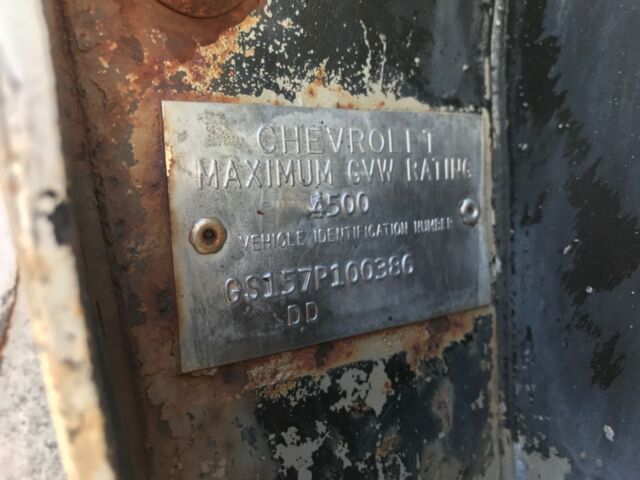 CHEVROLET
MAXIMUM GVW RATING
4500
VEHICLE IDENTIFICATION NUMBER
GS157P100386
DD